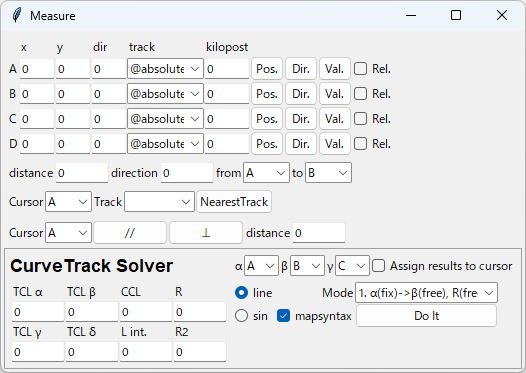 Measure
x y dir track kilopost
A 0 0 0 @absolute 0 Pos. Dir. Val. Rel.
B 0 0 0 @absolute 0 Pos. Dir. Val. Rel.
C 0 0 0 @absolute 0 Pos. Dir. Val. Rel.
D 0 0 0 @absolute 0 Pos. Dir. Val. Rel.
distance 0 direction 0 from A to B
Cursor A Track NearestTrack
Cursor A // ⊥ distance 0
CurveTrack Solver α A β B γ C Assign results to cursor
TCL α TCL β CCL R line Mode 1. α(fix)->β(free), R(fre
0 0 0 0 sin mapsyntax Do It
TCL γ TCL δ L int. R2
0 0 0 0